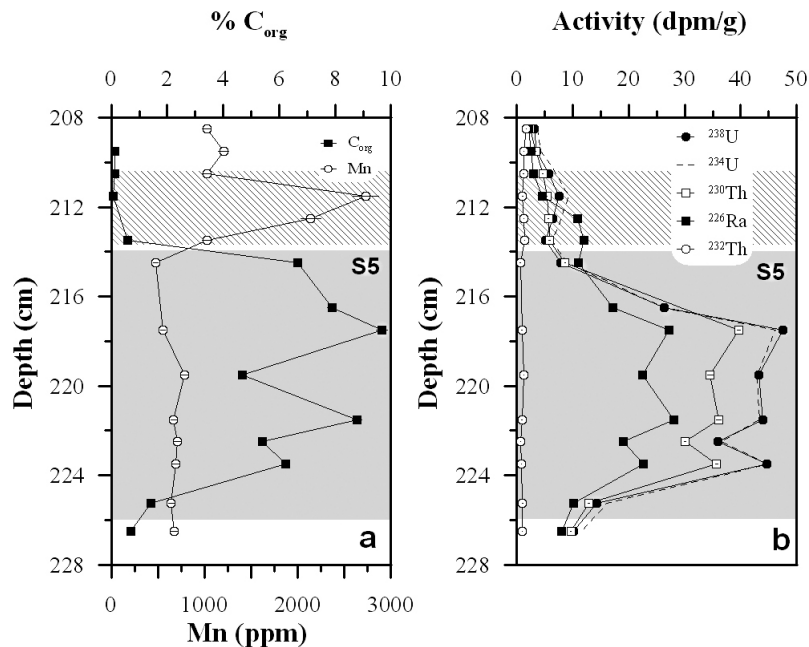 % Corg
0 2 4 6 8 10
Depth (cm)
208
212
216
220
224
228
Corg
Mn
S5
a
0 1000 2000 3000
Mn (ppm)
Activity (dpm/g)
0 10 20 30 40 50
Depth (cm)
208
212
216
220
224
228
²³⁸U
²³⁴U
²³⁰Th
²²⁶Ra
²³²Th
S5
b